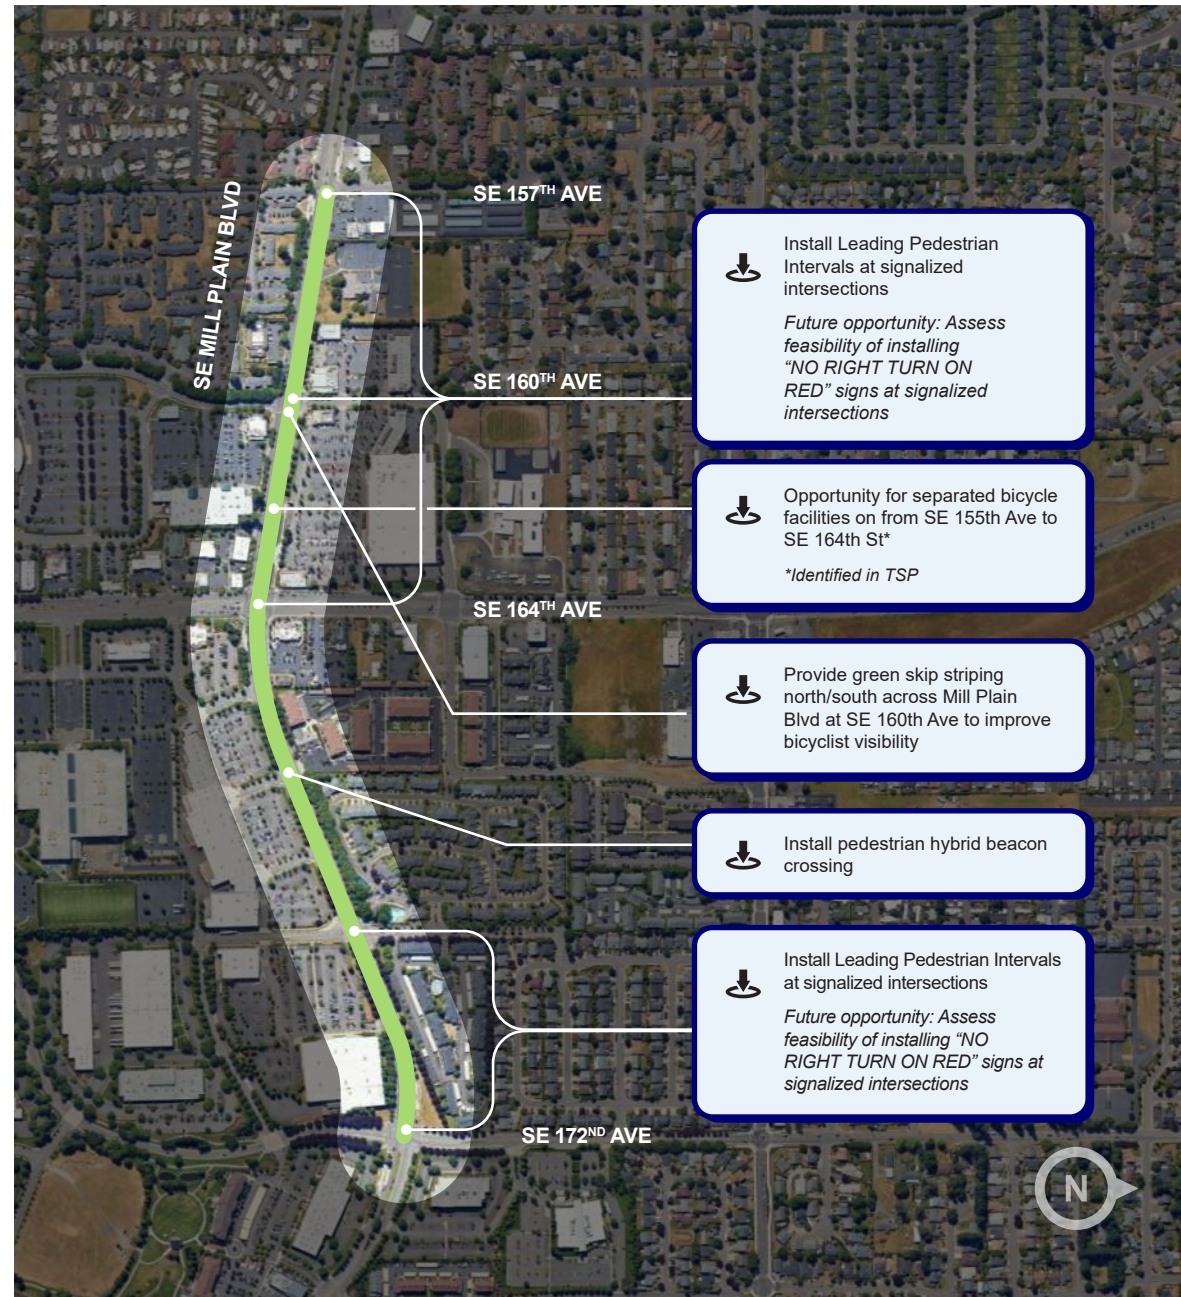 SE MILL PLAIN BLVD
SE 157TH AVE
SE 160TH AVE
SE 164TH AVE
SE 172ND AVE
Install Leading Pedestrian
Intervals at signalized
intersections
Future opportunity: Assess
feasibility of installing
“NO RIGHT TURN ON
RED” signs at signalized
intersections
Opportunity for separated bicycle
facilities on from SE 155th Ave to
SE 164th St*
*Identified in TSP
Provide green skip striping
north/south across Mill Plain
Blvd at SE 160th Ave to improve
bicyclist visibility
Install pedestrian hybrid beacon
crossing
Install Leading Pedestrian Intervals
at signalized intersections
Future opportunity: Assess
feasibility of installing “NO
RIGHT TURN ON RED” signs at
signalized intersections
N